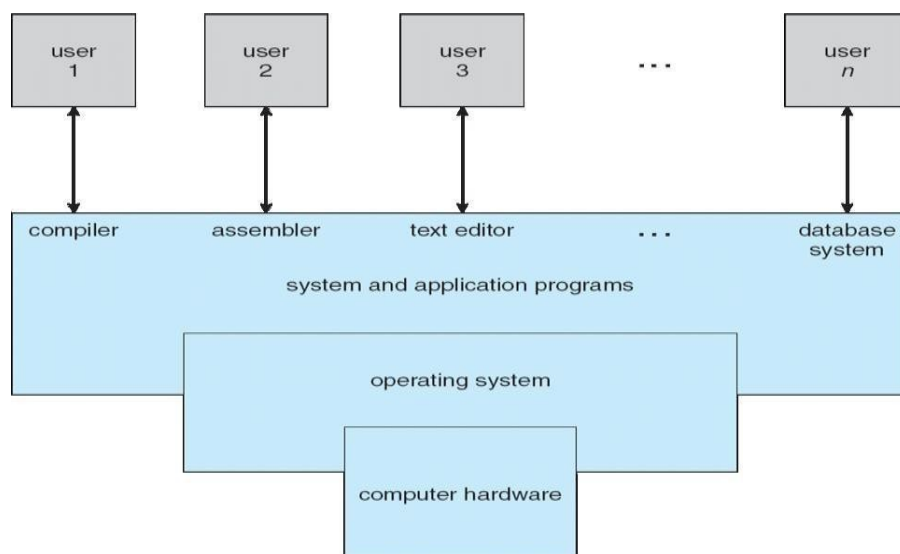 user
1
user
2
user
3
...
user
n
compiler
assembler
text editor
...
database
system
system and application programs
operating system
computer hardware